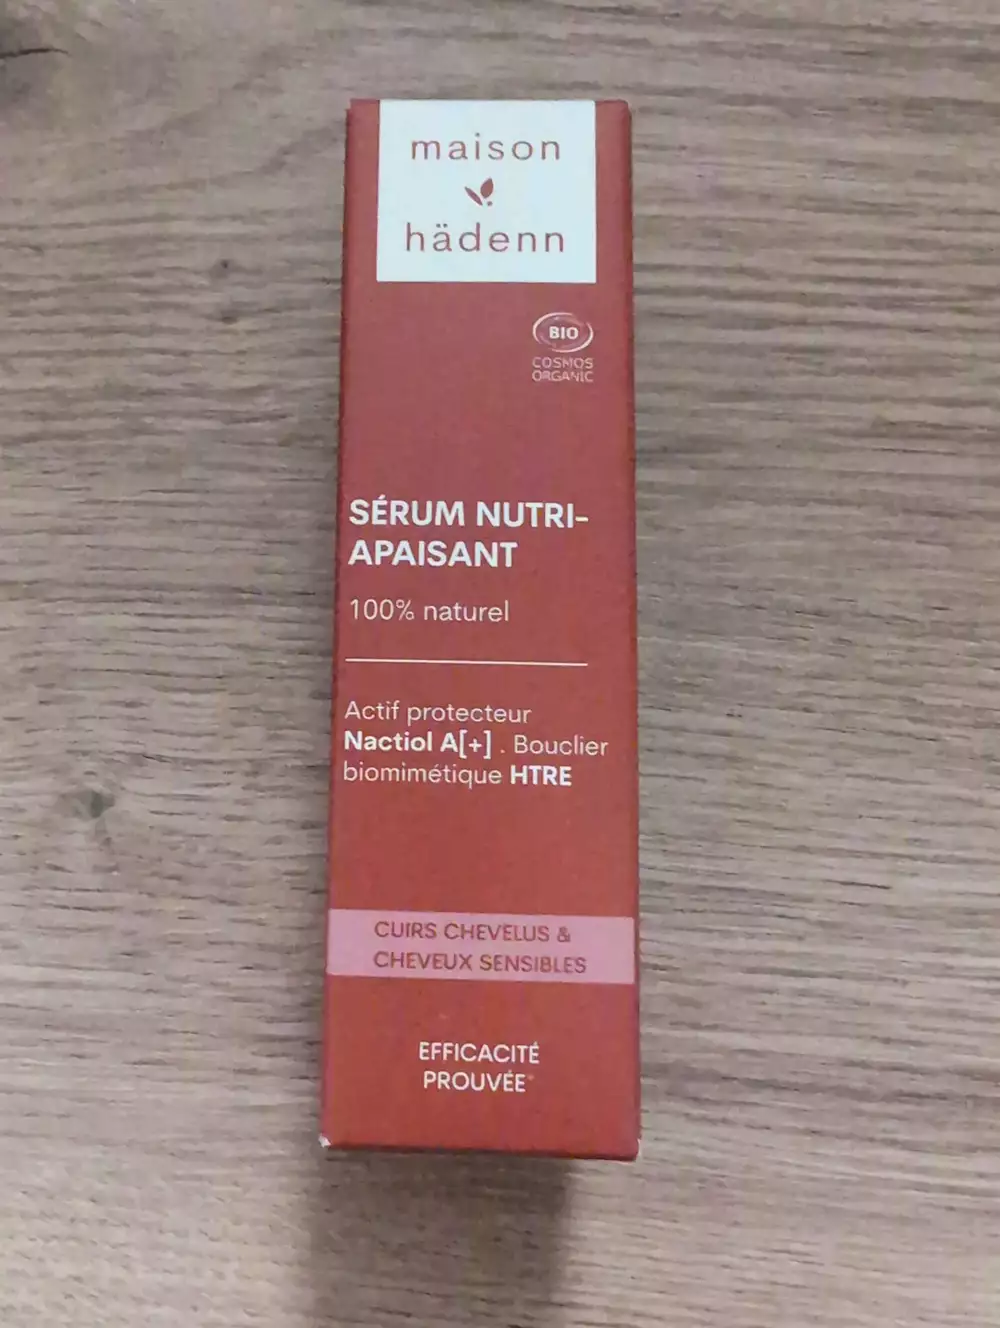 maison
hädenn
BIO
COSMOS
ORGANIC
SÉRUM NUTRI-
APAISANT
100% naturel
Actif protecteur
Nactiol A[+] . Bouclier
biomimétique HTRE
CUIRS CHEVELUS &
CHEVEUX SENSIBLES
EFFICACITÉ
PROUVÉE*